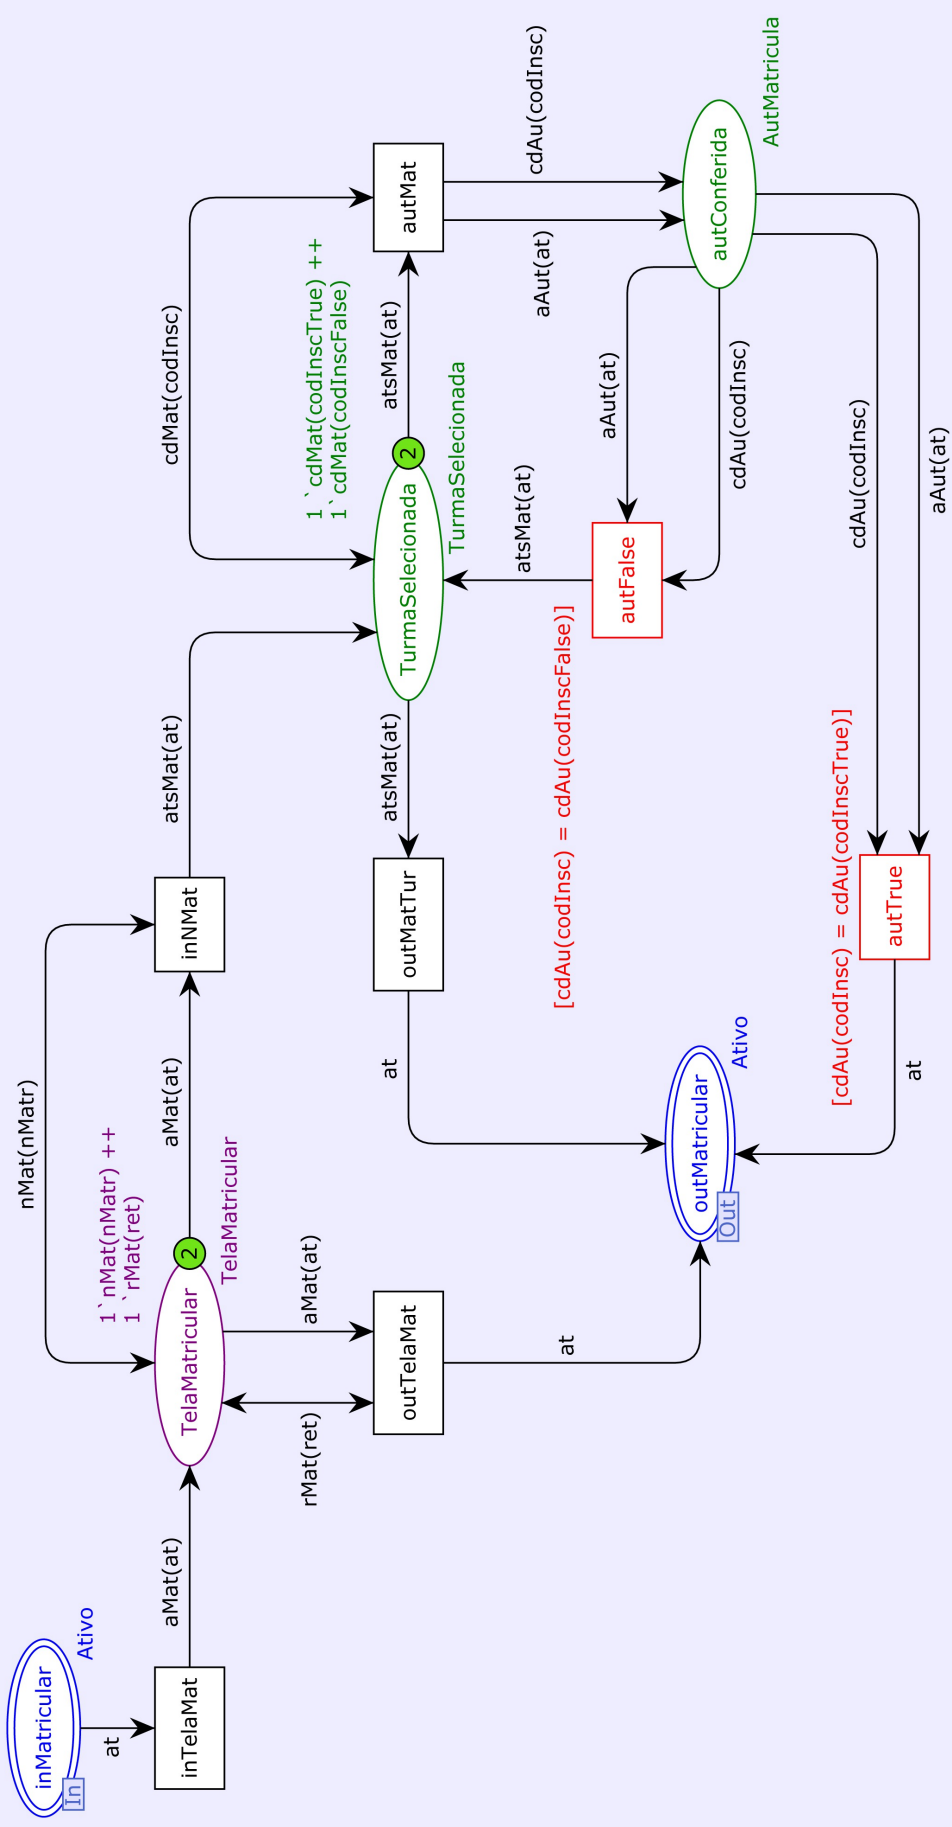 inMatricular
In
Ativo
at
inTelaMat
aMat(at)
nMat(nMatr)
1`nMat(nMatr) ++
1 `rMat(ret)
TelaMatricular
2
TelaMatricular
rMat(ret)
aMat(at)
outTelaMat
at
aMat(at)
inNMat
atsMat(at)
cdMat(codInsc)
1 `cdMat(codInscTrue) ++
1`cdMat(codInscFalse)
TurmaSelecionada
2
TurmaSelecionada
atsMat(at)
outMatTur
at
atsMat(at)
autMat
aAut(at)
cdAu(codInsc)
autConferida
AutMatricula
aAut(at)
cdAu(codInsc)
atsMat(at)
autFalse
[cdAu(codInsc) = cdAu(codInscFalse)]
cdAu(codInsc)
aAut(at)
[cdAu(codInsc) = cdAu(codInscTrue)]
autTrue
at
outMatricular
Out
Ativo